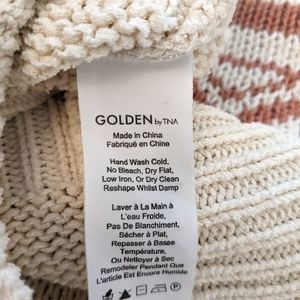 GOLDEN by TNA
Made in China
Fabriqué en Chine
Hand Wash Cold,
No Bleach, Dry Flat,
Low Iron, Or Dry Clean
Reshape Whilst Damp
Laver à La Main à
L'eau Froide,
Pas De Blanchiment,
Sécher à Plat,
Repasser à Basee
Température,
Ou Nettoyer à Sec
Remodeler Pendant Que
L'article Est Encore Humide